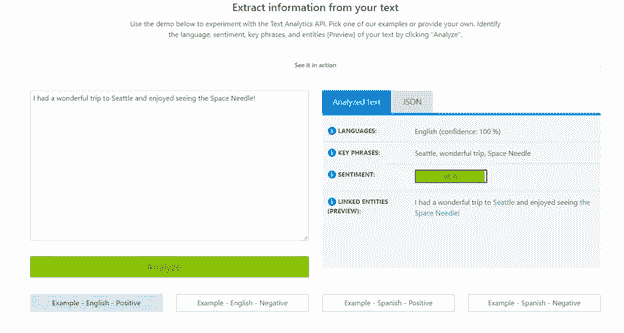 Extract information from your text
Use the demo below to experiment with the Text Analytics API. Pick one of our examples or provide your own. Identify
the language, sentiment, key phrases, and entities (Preview) of your text by clicking "Analyze".
See it in action
I had a wonderful trip to Seattle and enjoyed seeing the Space Needle!
Analyzed text
JSON
LANGUAGES:
English (confidence: 100 %)
KEY PHRASES:
Seattle, wonderful trip, Space Needle
SENTIMENT:
LINKED ENTITIES
(PREVIEW):
I had a wonderful trip to Seattle and enjoyed seeing the
Space Needle!
Analyze
Example - English - Positive
Example - English - Negative
Example - Spanish - Positive
Example - Spanish - Negative